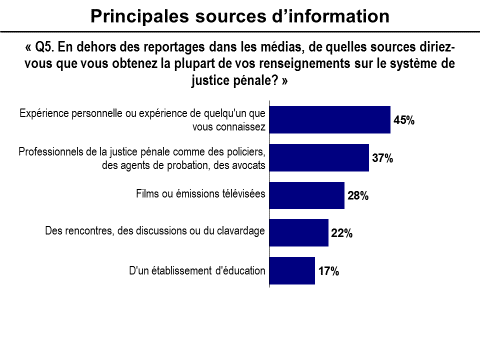 Principales sources d'information
« Q5. En dehors des reportages dans les médias, de quelles sources diriez-
vous que vous obtenez la plupart de vos renseignements sur le système de
justice pénale? »
Expérience personnelle ou expérience de quelqu'un que
vous connaissez
45%
Professionnels de la justice pénale comme des policiers,
des agents de probation, des avocats
37%
Films ou émissions télévisées
28%
Des rencontres, des discussions ou du clavardage
22%
D'un établissement d'éducation
17%